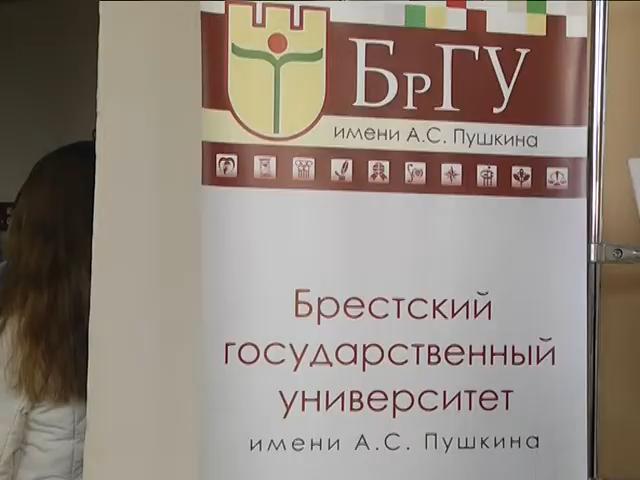 БрГУ
имени А.С. Пушкина
Брестский
государственный
университет
имени А.С. Пушкина